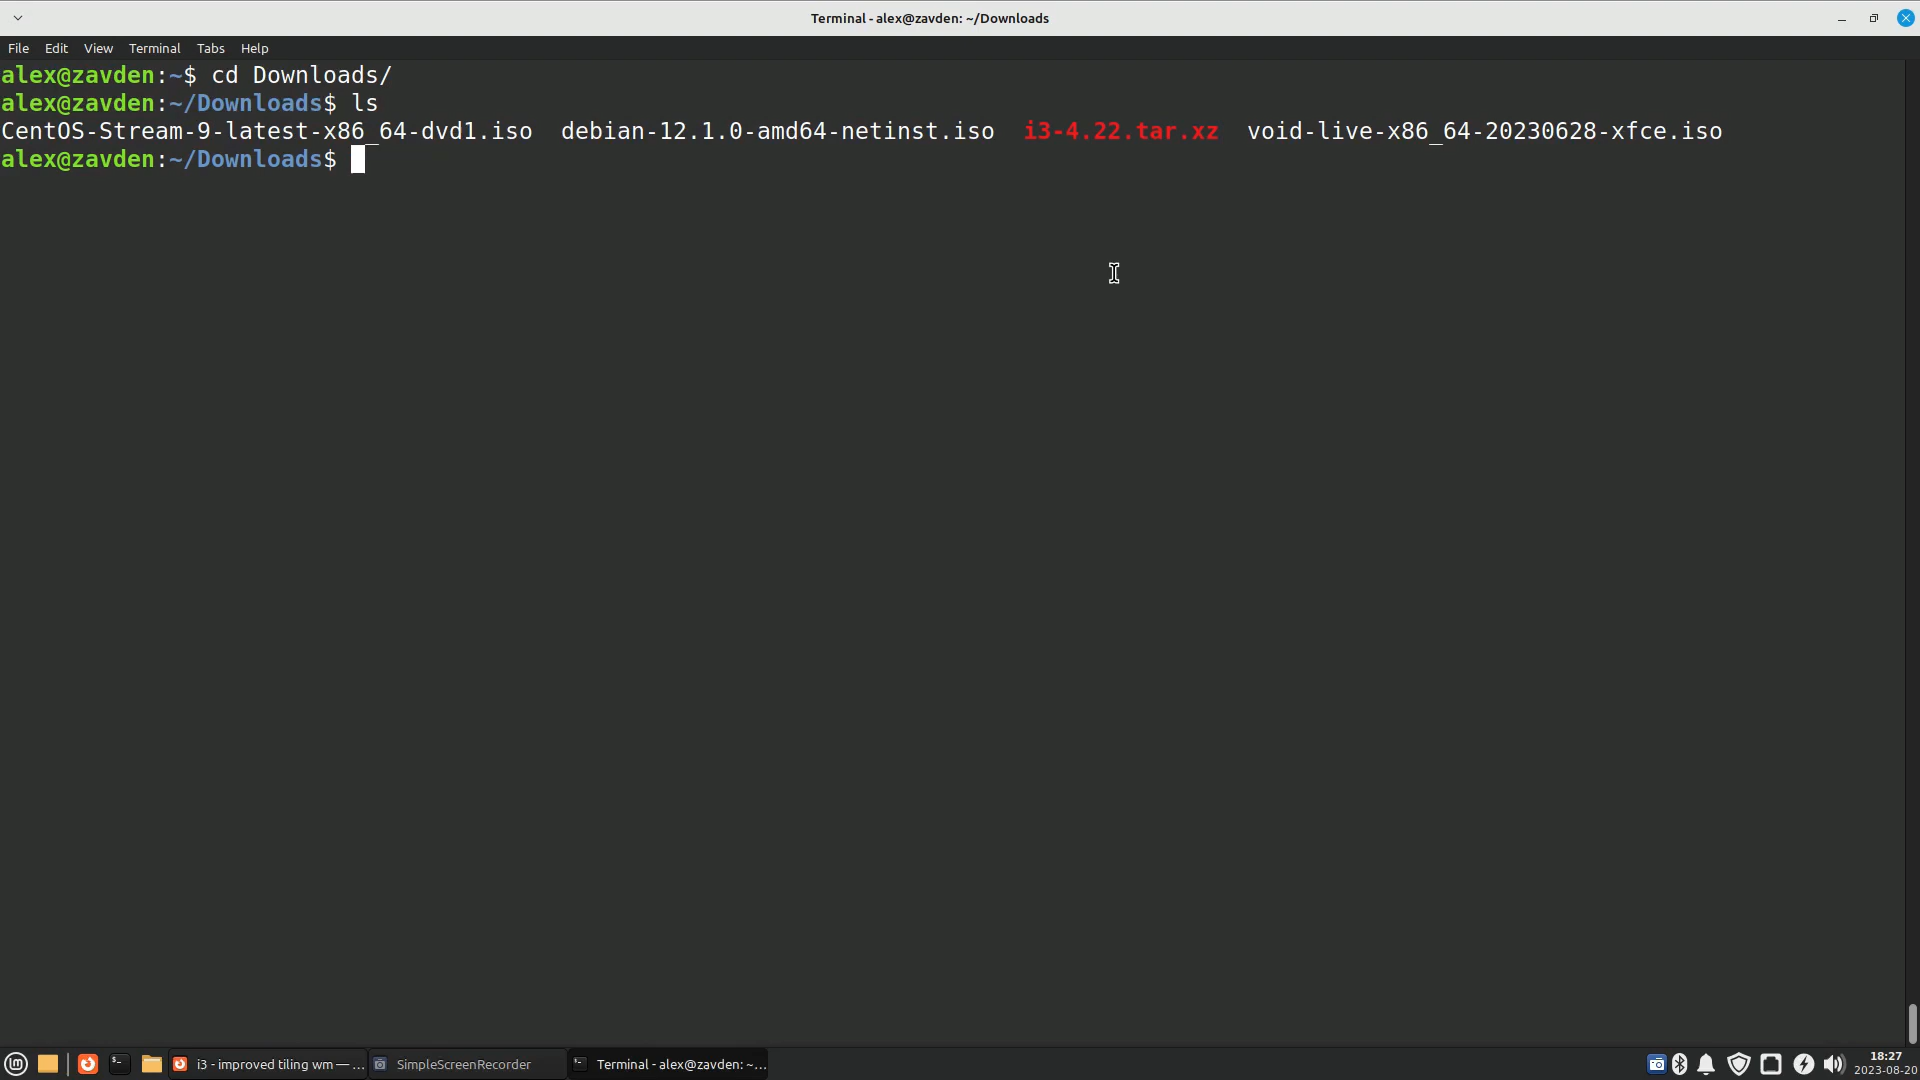 Terminal - alex@zavden: ~/Downloads
File Edit View Terminal Tabs Help
alex@zavden:~$ cd Downloads/
alex@zavden:~/Downloads$ ls
CentOS-Stream-9-latest-x86_64-dvd1.iso debian-12.1.0-amd64-netinst.iso i3-4.22.tar.xz void-live-x86_64-20230628-xfce.iso
alex@zavden:~/Downloads$
i3 - improved tiling wm — ... SimpleScreenRecorder Terminal - alex@zavden: ~... 18:27
2023-08-20